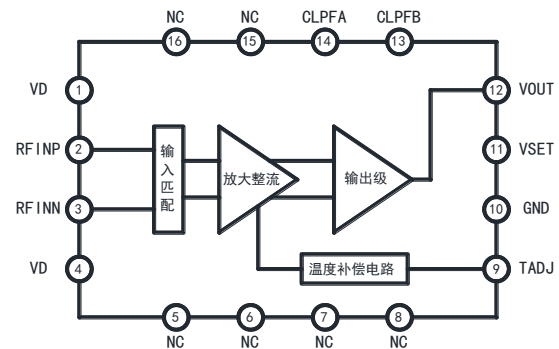 NC NC CLPFA CLPFB
16 15 14 13
VD 1 12 VOUT
RFINP 2 11 VSET
RFINN 3 10 GND
VD 4 9 TADJ
输入匹配
放大整流
输出级
温度补偿电路
5 6 7 8
NC NC NC NC